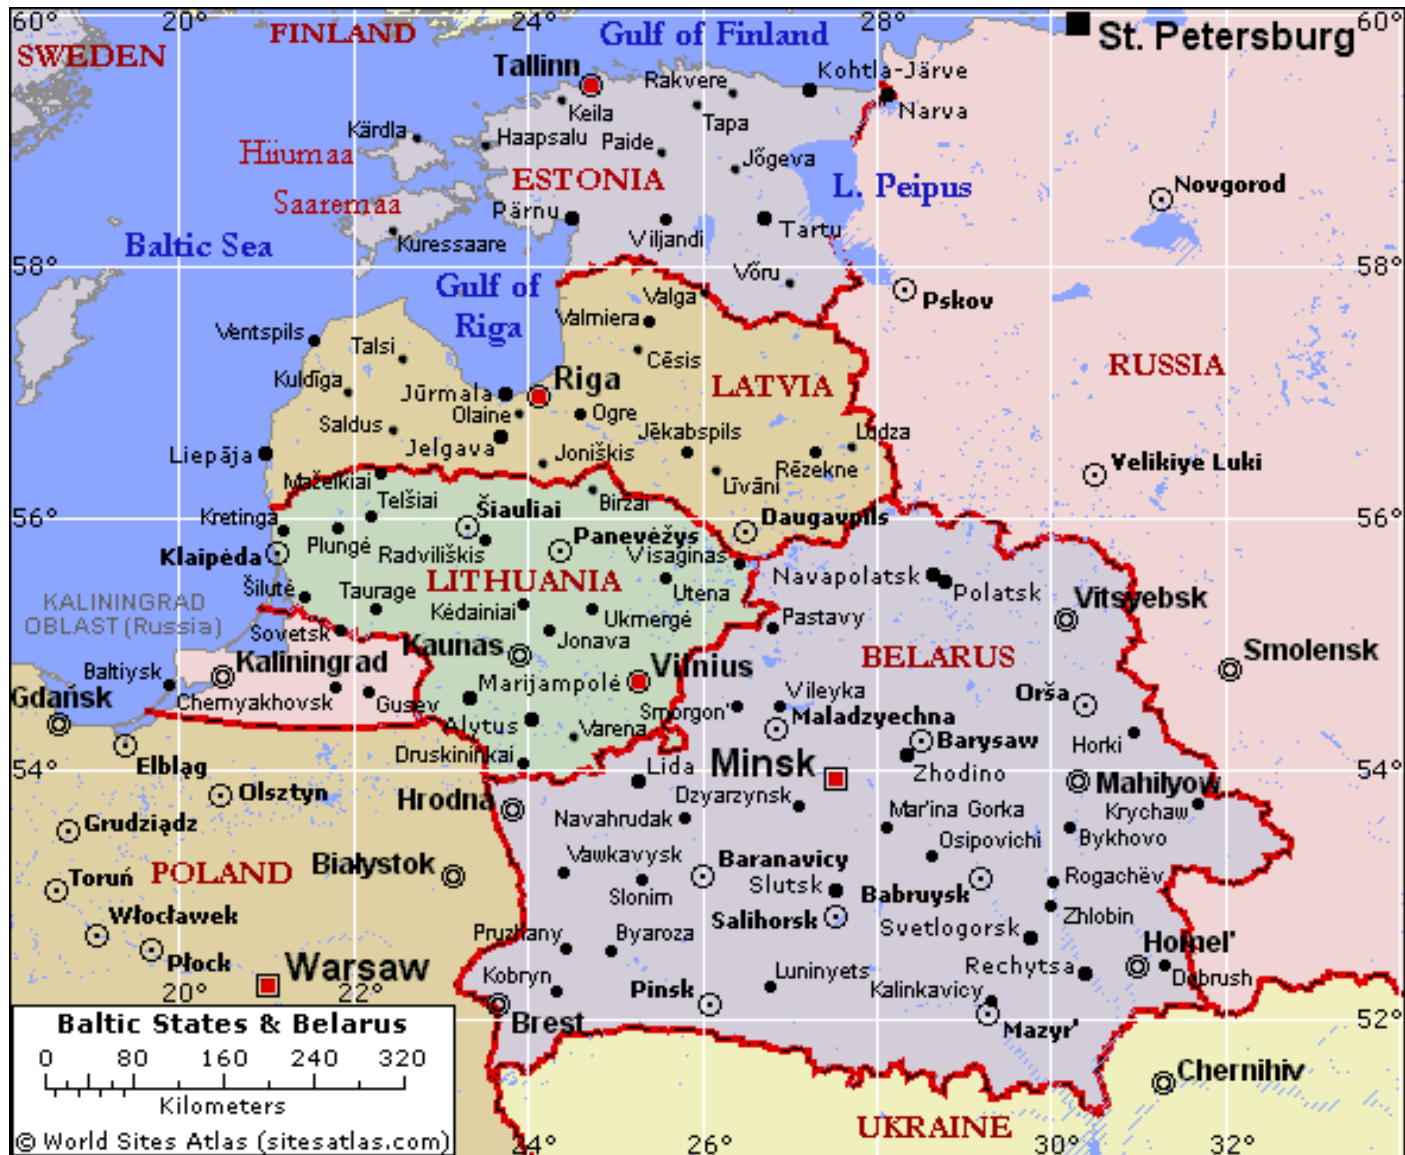 60°
20°
24°
28°
60°
SWEDEN
FINLAND
Gulf of Finland
St. Petersburg
Tallinn
Rakvere
Kohtla-Järve
Keila
Tapa
Narva
Kärdla
Haapsalu
Paide
Hiiumaa
Jõgeva
ESTONIA
L. Peipus
Novgorod
Saaremaa
Pärnu
Viljandi
Tartu
Baltic Sea
Kuressaare
58°
58°
Gulf of
Riga
Võru
Valga
Pskov
Ventspils
Talsi
Valmiera
Cēsis
RUSSIA
Kuldīga
Jūrmala
Riga
LATVIA
Saldus
Olaine
Ogre
Jelgava
Jēkabspils
Ludza
Liepāja
Joniškis
Rēzekne
Velikiye Luki
Mažeikiai
Telšiai
Līvāni
Birzai
Kretinga
Šiauliai
Daugavpils
56°
56°
Klaipėda
Plungė
Radviliškis
Panevėžys
Visaginas
LITHUANIA
Navapolatsk
Polatsk
Šilutė
Taurage
Kėdainiai
Utena
KALININGRAD
OBLAST (Russia)
Ukmergė
Pastavy
Vitsyebsk
Sovetsk
Kaunas
Jonava
Baltiysk
Kaliningrad
Vilnius
BELARUS
Smolensk
Gdańsk
Chernyakhovsk
Gusev
Marijampolė
Vileyka
Orša
Alytus
Varena
Smorgon'
Maladzyechna
Barysaw
Horki
Elbląg
Druskininkai
54°
54°
Lida
Minsk
Zhodino
Olsztyn
Hrodna
Dzyarzynsk
Mahilyow
Grudziądz
Navahrudak
Mar'ina Gorka
Krychaw
Bykhovo
Osipovichi
POLAND
Białystok
Vawkavysk
Baranavicy
Toruń
Slonim
Slutsk
Babruysk
Rogachëv
Włocławek
Salihorsk
Svetlogorsk
Zhlobin
Płock
Pruzhany
Byaroza
Homel'
Warsaw
Kobryn
Luninyets
Rechytsa
Dobrush
20°
22°
Pinsk
Kalinkavicy
Brest
Mazyr'
52°
Baltic States & Belarus
0 80 160 240 320
Kilometers
Chernihiv
UKRAINE
© World Sites Atlas (sitesatlas.com)
24°
26°
28°
30°
32°